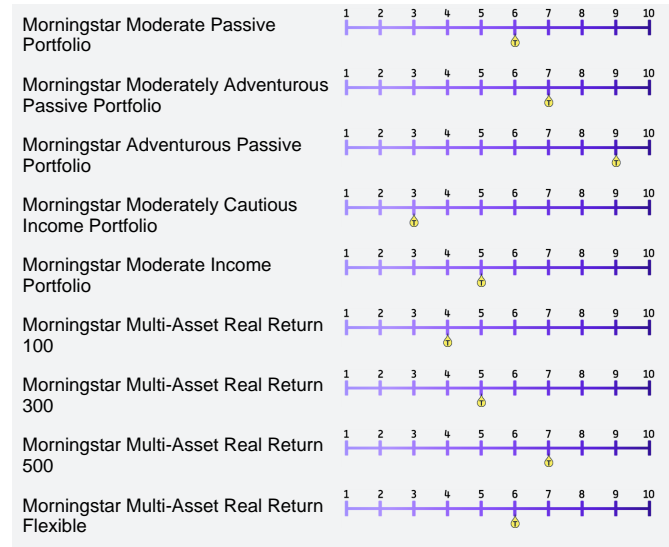 Morningstar Moderate Passive
Portfolio
1 2 3 4 5 6 7 8 9 10
T
Morningstar Moderately Adventurous
Passive Portfolio
1 2 3 4 5 6 7 8 9 10
T
Morningstar Adventurous Passive
Portfolio
1 2 3 4 5 6 7 8 9 10
T
Morningstar Moderately Cautious
Income Portfolio
1 2 3 4 5 6 7 8 9 10
T
Morningstar Moderate Income
Portfolio
1 2 3 4 5 6 7 8 9 10
T
Morningstar Multi-Asset Real Return
100
1 2 3 4 5 6 7 8 9 10
T
Morningstar Multi-Asset Real Return
300
1 2 3 4 5 6 7 8 9 10
T
Morningstar Multi-Asset Real Return
500
1 2 3 4 5 6 7 8 9 10
T
Morningstar Multi-Asset Real Return
Flexible
1 2 3 4 5 6 7 8 9 10
T